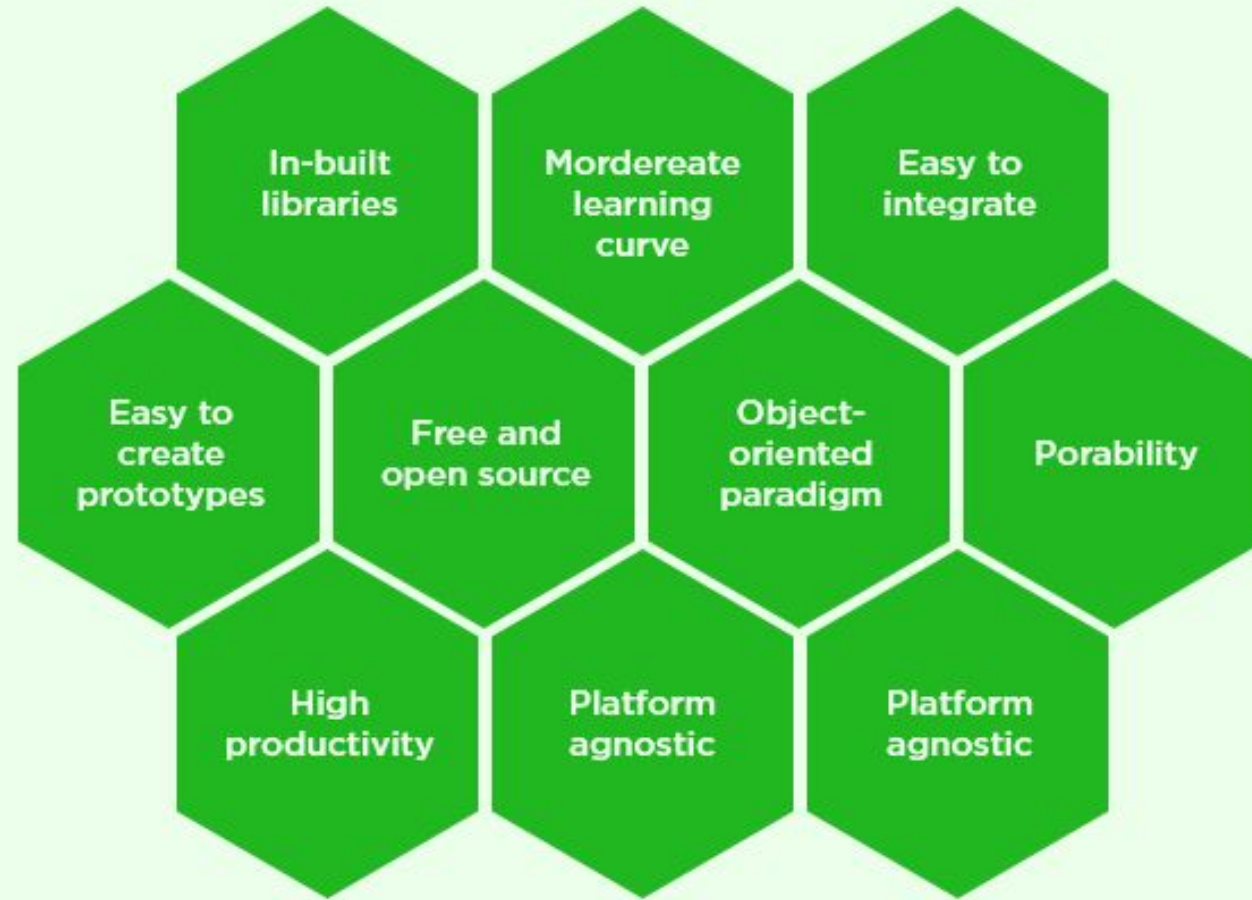 In-built
libraries
Mordereate
learning
curve
Easy to
integrate
Easy to
create
prototypes
Free and
open source
Object-
oriented
paradigm
Porability
High
productivity
Platform
agnostic
Platform
agnostic